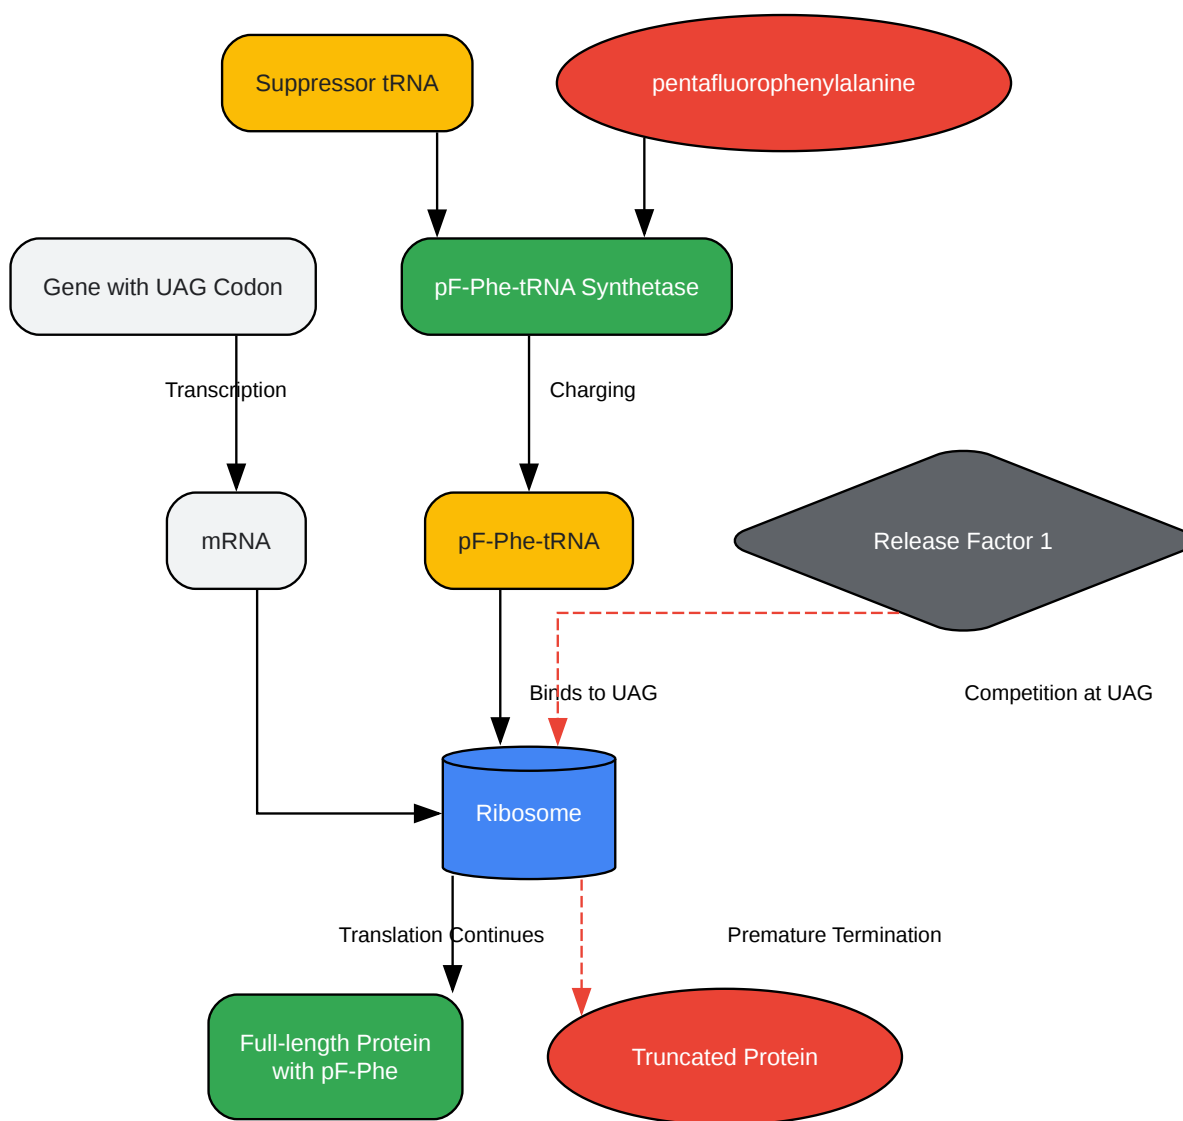 Suppressor tRNA
pentafluorophenylalanine
Gene with UAG Codon
pF-Phe-tRNA Synthetase
Transcription
Charging
mRNA
pF-Phe-tRNA
Release Factor 1
Binds to UAG
Competition at UAG
Ribosome
Translation Continues
Premature Termination
Full-length Protein
with pF-Phe
Truncated Protein